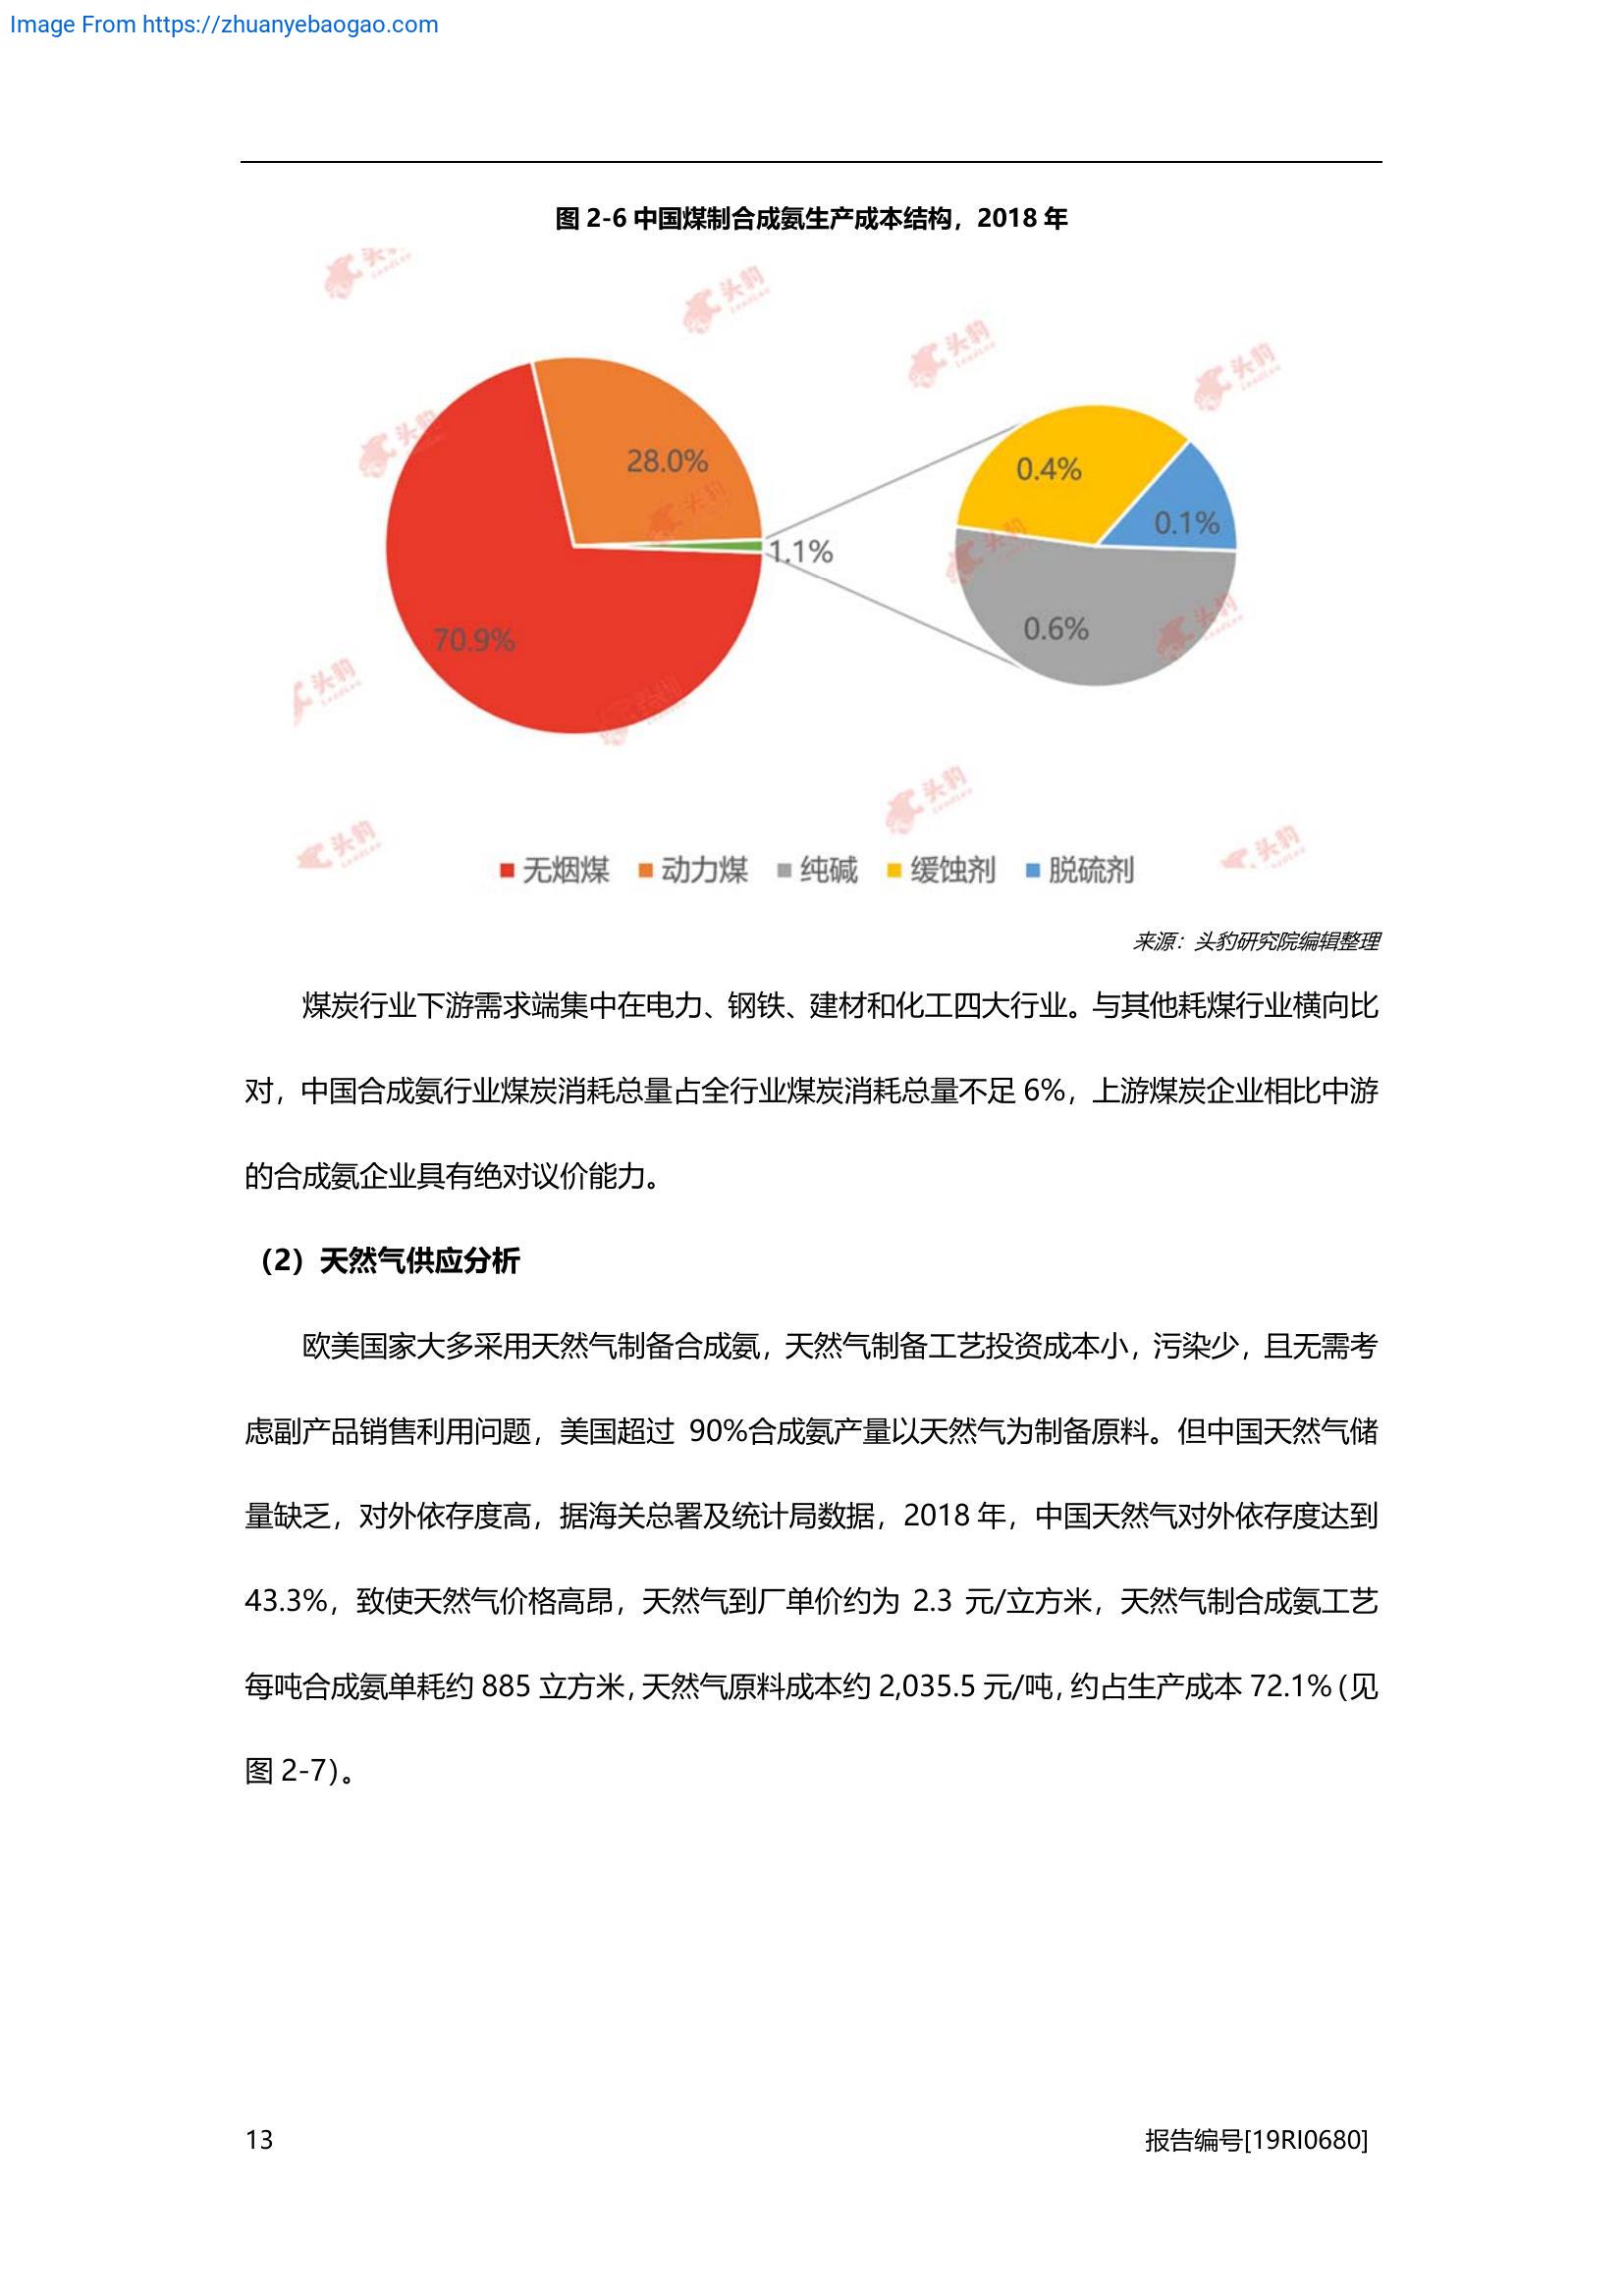 Image From https://zhuanyebaogao.com
图 2-6 中国煤制合成氨生产成本结构，2018 年
头豹
LeadLeo
28.0%
1.1%
70.9%
0.4%
0.1%
0.6%
无烟煤 动力煤 纯碱 缓蚀剂 脱硫剂
来源：头豹研究院编辑整理
煤炭行业下游需求端集中在电力、钢铁、建材和化工四大行业。与其他耗煤行业横向比
对，中国合成氨行业煤炭消耗总量占全行业煤炭消耗总量不足 6%，上游煤炭企业相比中游
的合成氨企业具有绝对议价能力。
（2）天然气供应分析
欧美国家大多采用天然气制备合成氨，天然气制备工艺投资成本小，污染少，且无需考
虑副产品销售利用问题，美国超过 90%合成氨产量以天然气为制备原料。但中国天然气储
量缺乏，对外依存度高，据海关总署及统计局数据，2018 年，中国天然气对外依存度达到
43.3%，致使天然气价格高昂，天然气到厂单价约为 2.3 元/立方米，天然气制合成氨工艺
每吨合成氨单耗约 885 立方米，天然气原料成本约 2,035.5 元/吨，约占生产成本 72.1%（见
图 2-7）。
13
报告编号[19RI0680]